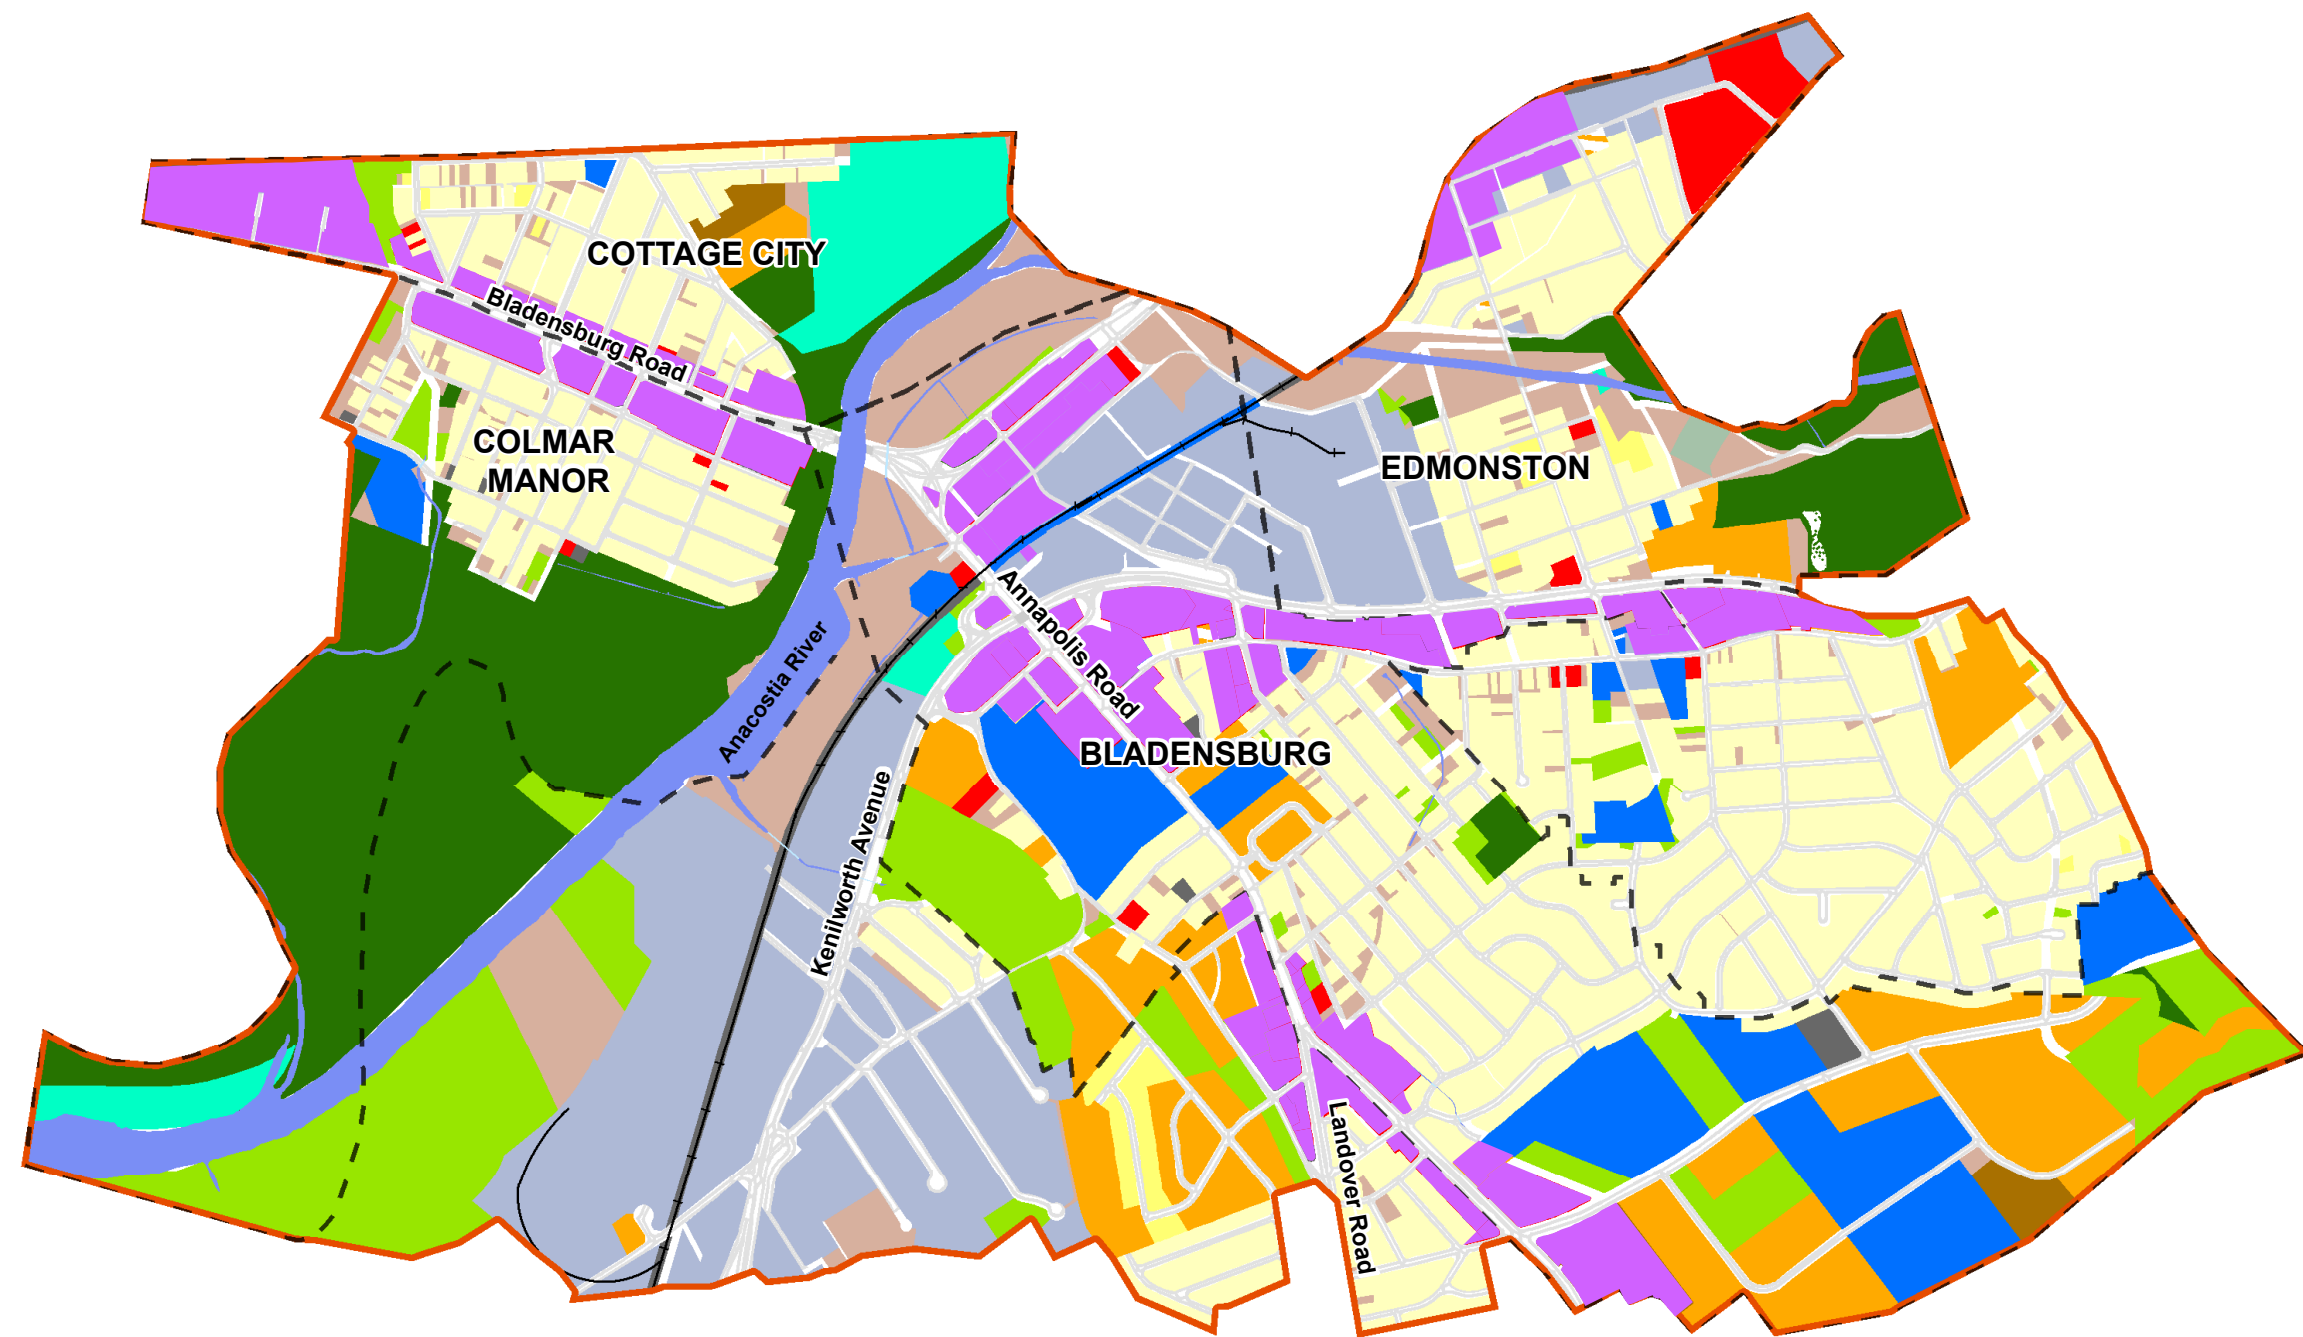 COTTAGE CITY
Bladensburg Road
COLMAR
MANOR
EDMONSTON
Annapolis Road
Anacostia River
BLADENSBURG
Kenilworth Avenue
Landover Road